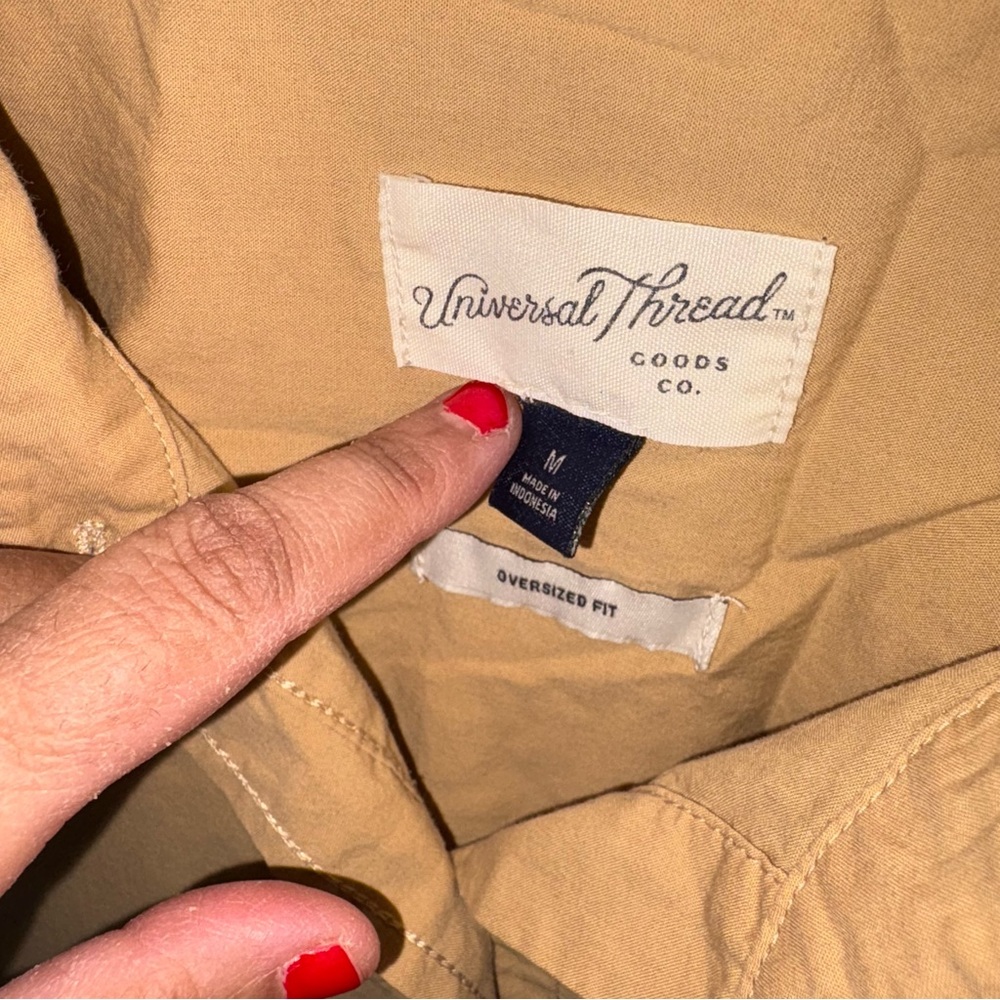 Universal Thread™
GOODS
CO.
M
MADE IN
INDONESIA
OVERSIZED FIT